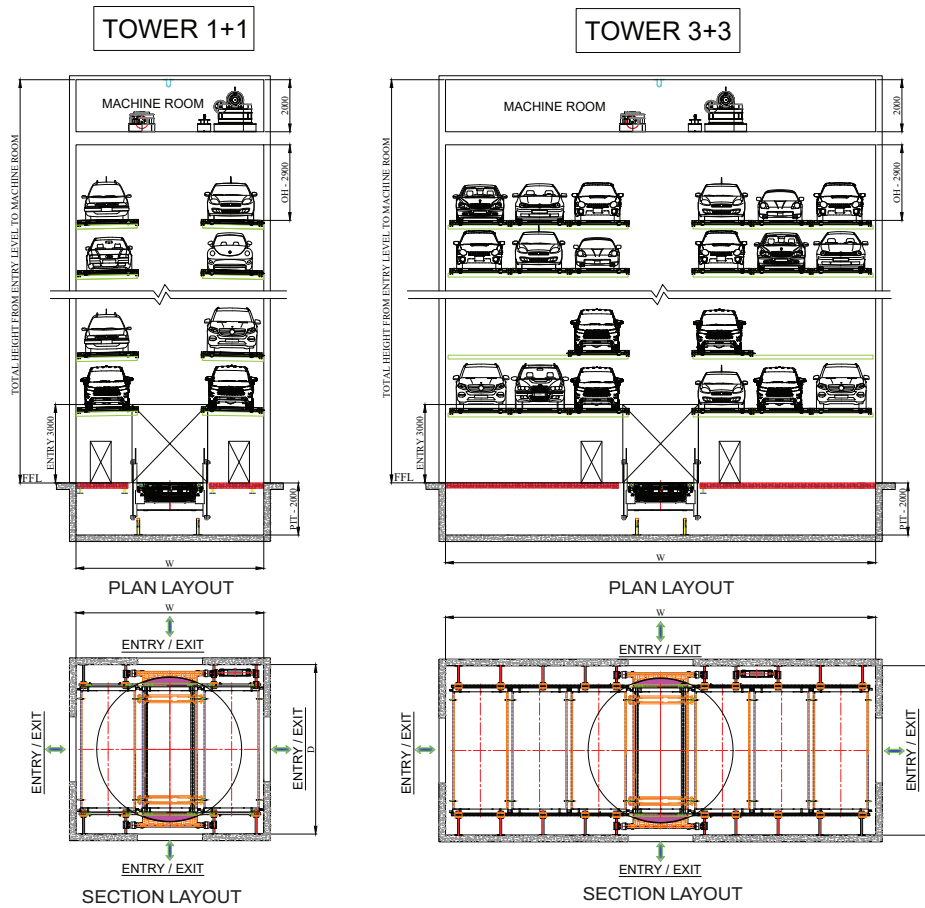 TOWER 1+1
TOWER 3+3
MACHINE ROOM
2000
OH - 2900
TOTAL HEIGHT FROM ENTRY LEVEL TO MACHINE ROOM
ENTRY 3000
FFL
PIT - 2000
W
PLAN LAYOUT
MACHINE ROOM
2000
OH - 2900
TOTAL HEIGHT FROM ENTRY LEVEL TO MACHINE ROOM
ENTRY 3000
FFL
PIT - 2000
W
PLAN LAYOUT
W
ENTRY / EXIT
ENTRY / EXIT
D
ENTRY / EXIT
ENTRY / EXIT
SECTION LAYOUT
W
ENTRY / EXIT
ENTRY / EXIT
ENTRY / EXIT
ENTRY / EXIT
SECTION LAYOUT